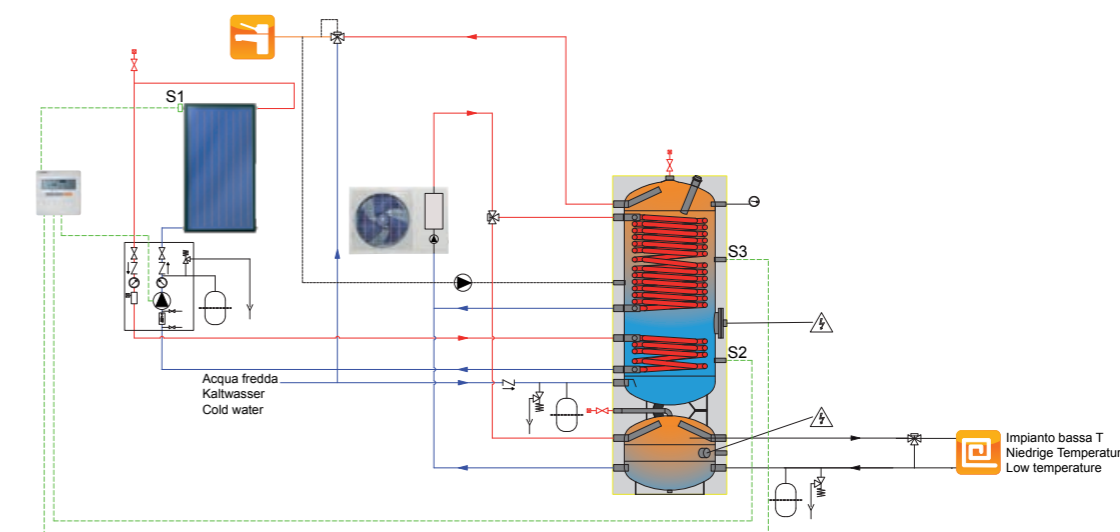 S1
S3
S2
Acqua fredda
Kaltwasser
Cold water
Impianto bassa T
Niedrige Temperatur
Low temperature